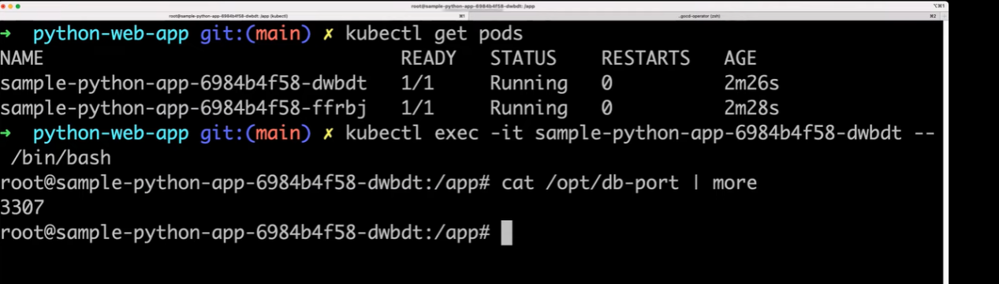 root@sample-python-app-6984b4f58-dwbdt: /app
⌥⌘1
root@sample-python-app-6984b4f58-dwbdt: /app (kubectl) ⌘1 ..gocd-operator (zsh) ⌘2
→ python-web-app git:(main) ✗ kubectl get pods
NAME READY STATUS RESTARTS AGE
sample-python-app-6984b4f58-dwbdt 1/1 Running 0 2m26s
sample-python-app-6984b4f58-ffrbj 1/1 Running 0 2m28s
→ python-web-app git:(main) ✗ kubectl exec -it sample-python-app-6984b4f58-dwbdt --
/bin/bash
root@sample-python-app-6984b4f58-dwbdt:/app# cat /opt/db-port | more
3307
root@sample-python-app-6984b4f58-dwbdt:/app#